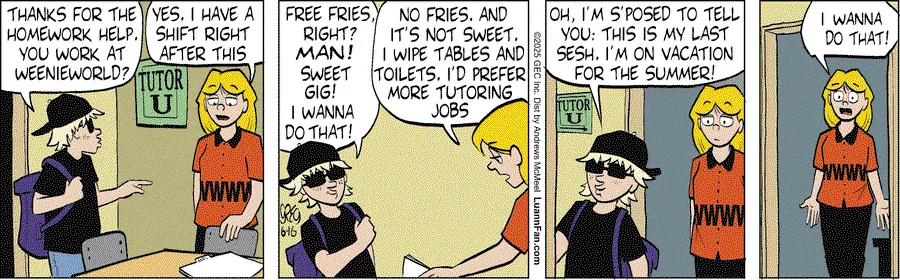 THANKS FOR THE
HOMEWORK HELP.
YOU WORK AT
WEENIEWORLD?
YES. I HAVE A
SHIFT RIGHT
AFTER THIS
TUTOR
U
WWWW
FREE FRIES,
RIGHT?
MAN!
SWEET
GIG!
I WANNA
DO THAT!
NO FRIES. AND
IT'S NOT SWEET.
I WIPE TABLES AND
TOILETS. I'D PREFER
MORE TUTORING
JOBS
GREG
6-16
©2025 GEC Inc. Dist by Andrews McMeel LuannFan.com
OH, I'M S'POSED TO TELL
YOU: THIS IS MY LAST
SESH. I'M ON VACATION
FOR THE SUMMER!
TUTOR
U
WWWW
I WANNA
DO THAT!
WWWW